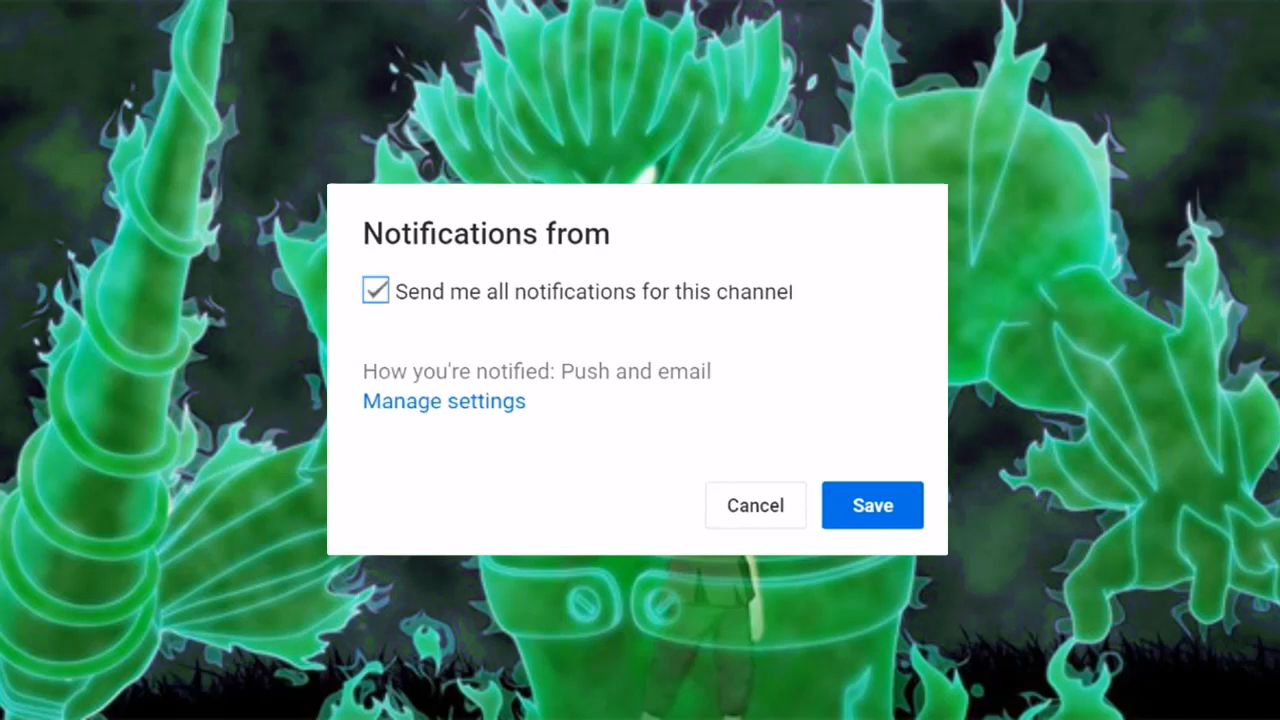 Notifications from
Send me all notifications for this channel
How you're notified: Push and email
Manage settings
Cancel
Save